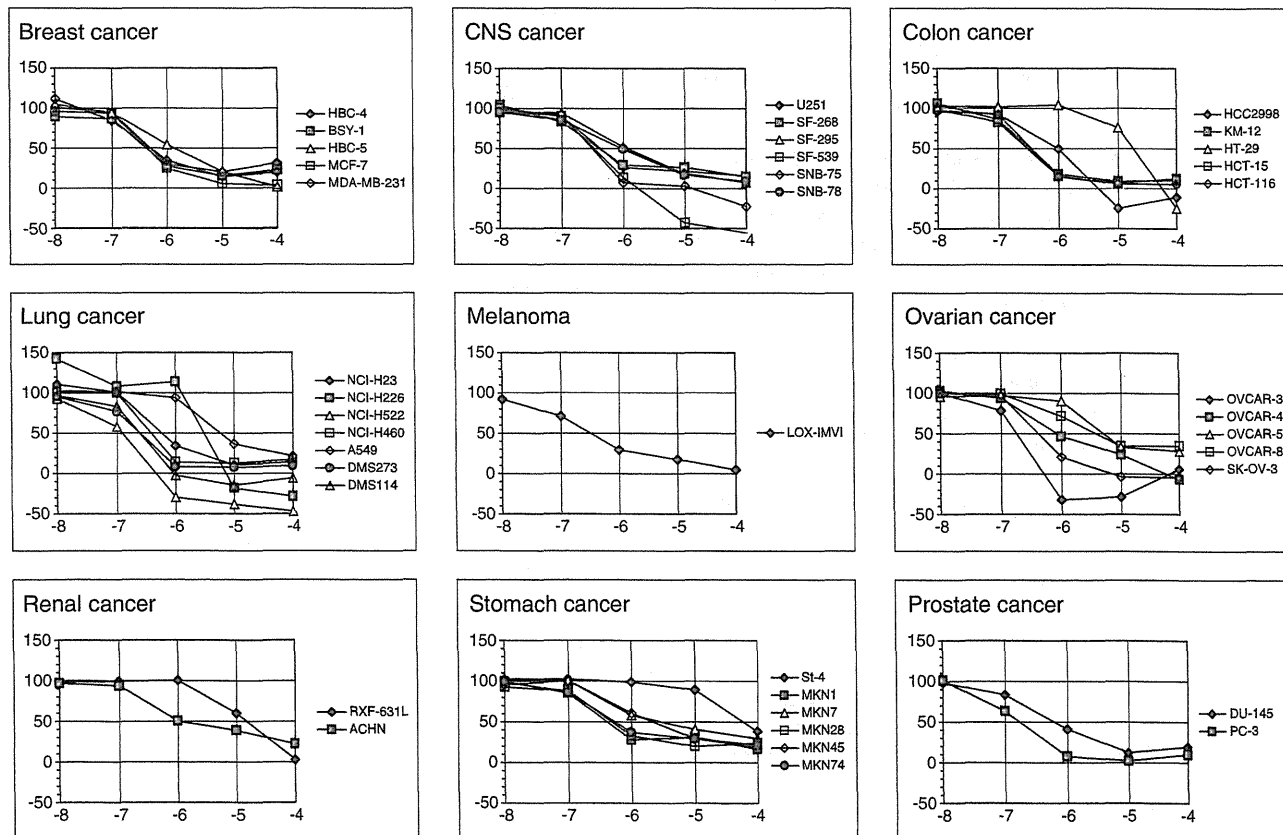 Breast cancer
150
100
50
0
-50
-8 -7 -6 -5 -4
HBC-4
BSY-1
HBC-5
MCF-7
MDA-MB-231
CNS cancer
150
100
50
0
-50
-8 -7 -6 -5 -4
U251
SF-268
SF-295
SF-539
SNB-75
SNB-78
Colon cancer
150
100
50
0
-50
-8 -7 -6 -5 -4
HCC2998
KM-12
HT-29
HCT-15
HCT-116
Lung cancer
150
100
50
0
-50
-8 -7 -6 -5 -4
NCI-H23
NCI-H226
NCI-H522
NCI-H460
A549
DMS273
DMS114
Melanoma
150
100
50
0
-50
-8 -7 -6 -5 -4
LOX-IMVI
Ovarian cancer
150
100
50
0
-50
-8 -7 -6 -5 -4
OVCAR-3
OVCAR-4
OVCAR-5
OVCAR-8
SK-OV-3
Renal cancer
150
100
50
0
-50
-8 -7 -6 -5 -4
RXF-631L
ACHN
Stomach cancer
150
100
50
0
-50
-8 -7 -6 -5 -4
St-4
MKN1
MKN7
MKN28
MKN45
MKN74
Prostate cancer
150
100
50
0
-50
-8 -7 -6 -5 -4
DU-145
PC-3